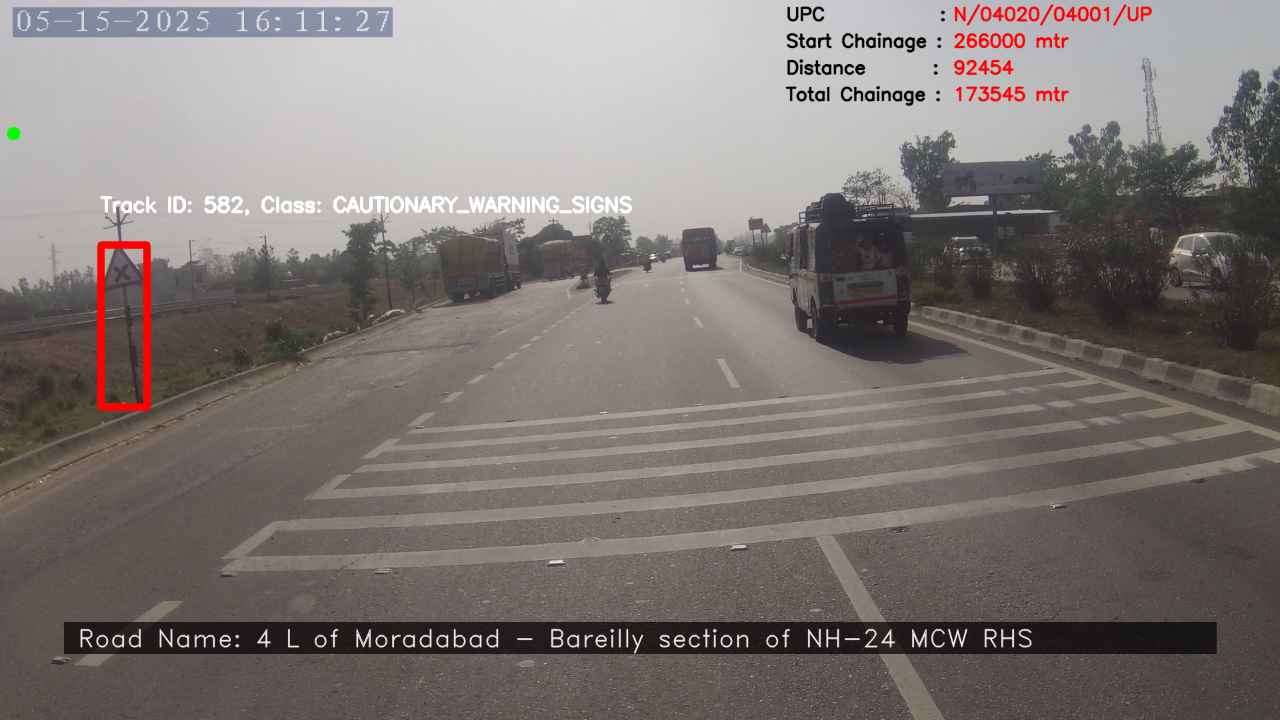 05-15-2025 16:11:27
UPC : N/04020/04001/UP
Start Chainage : 266000 mtr
Distance : 92454
Total Chainage : 173545 mtr
Track ID: 582, Class: CAUTIONARY_WARNING_SIGNS
Road Name: 4 L of Moradabad - Bareilly section of NH-24 MCW RHS